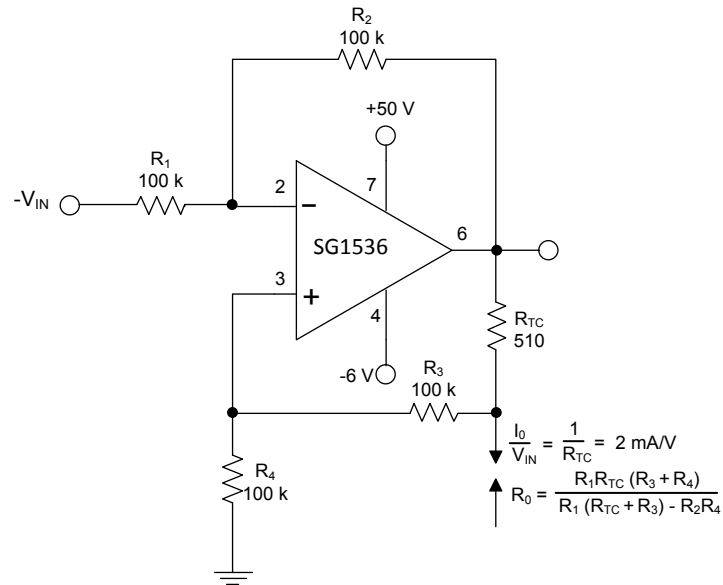 R2
100 k
+50 V
R1
100 k
2
7
-VIN
−
6
SG1536
3
+
4
RTC
510
-6 V
R3
100 k
I0/VIN = 1/RTC = 2 mA/V
R4
100 k
R0 = R1RTC (R3 + R4)/R1 (RTC + R3) - R2R4